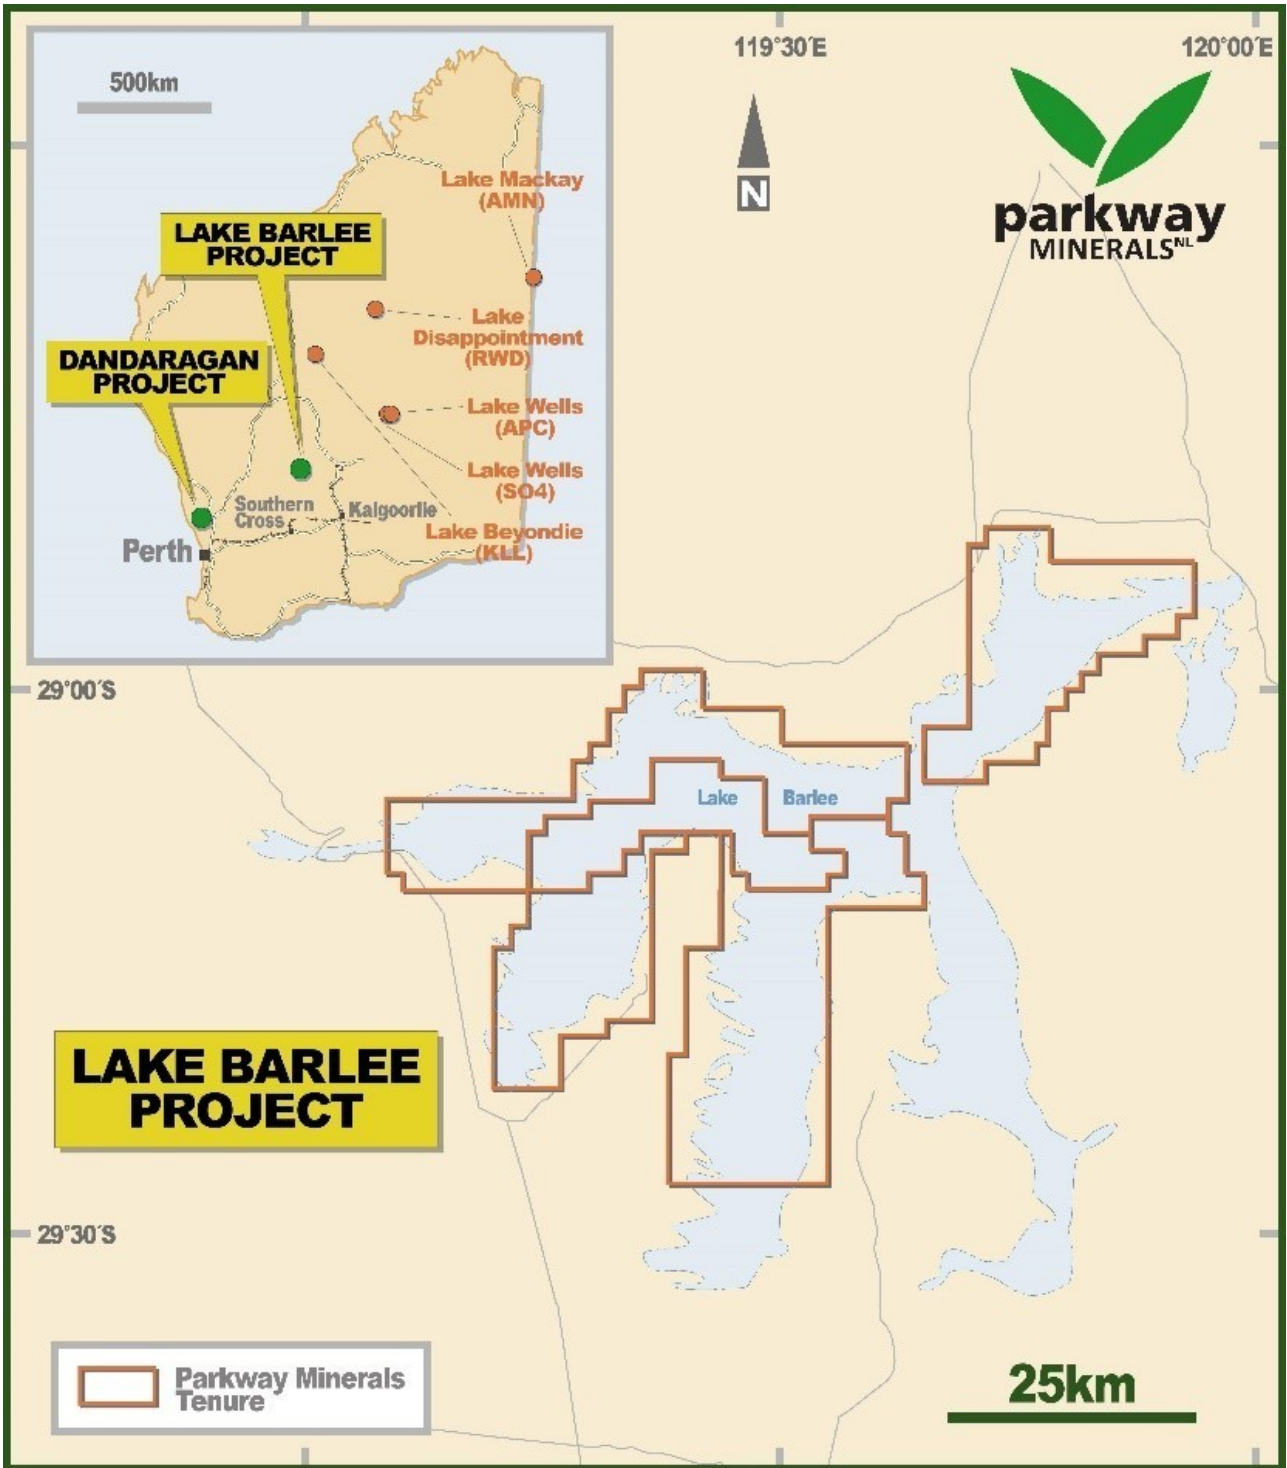 500km
Lake Mackay
(AMN)
LAKE BARLEE
PROJECT
Lake
Disappointment
(RWD)
DANDARAGAN
PROJECT
Lake Wells
(APC)
Lake Wells
(SO4)
Southern
Cross
Kalgoorlie
Lake Beyondie
(KLL)
Perth
119°30´E
120°00´E
N
parkway
MINERALS NL
29°00´S
Lake Barlee
LAKE BARLEE
PROJECT
29°30´S
Parkway Minerals
Tenure
25km